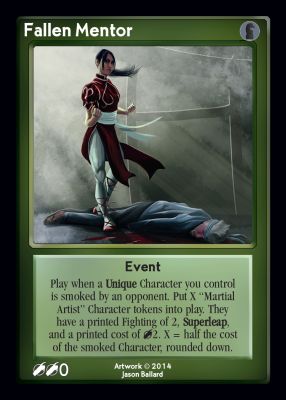 Fallen Mentor
Event
Play when a Unique Character you control
is smoked by an opponent. Put X “Martial
Artist” Character tokens into play. They
have a printed Fighting of 2, Superleap,
and a printed cost of 2. X = half the cost
of the smoked Character, rounded down.
0
Artwork © 2014
Jason Ballard